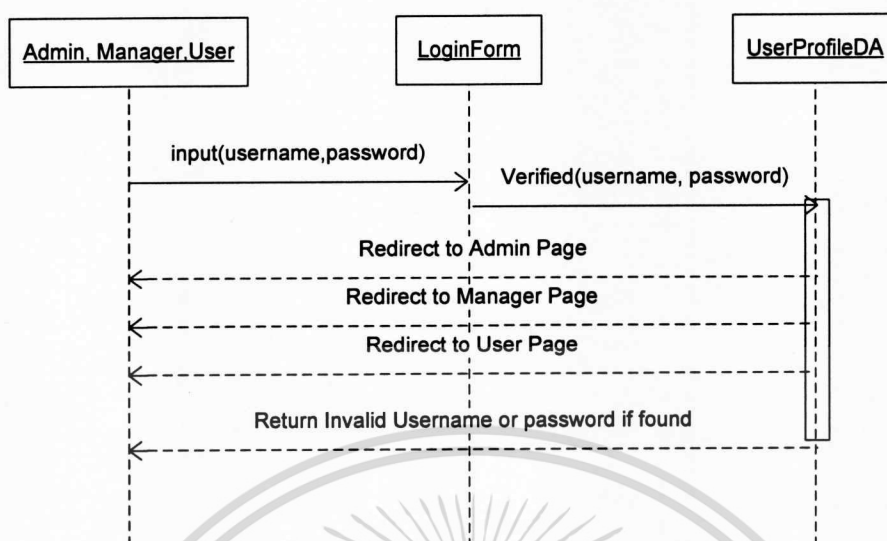 Admin, Manager,User
LoginForm
UserProfileDA
input(username,password)
Verified(username, password)
Redirect to Admin Page
Redirect to Manager Page
Redirect to User Page
Return Invalid Username or password if found